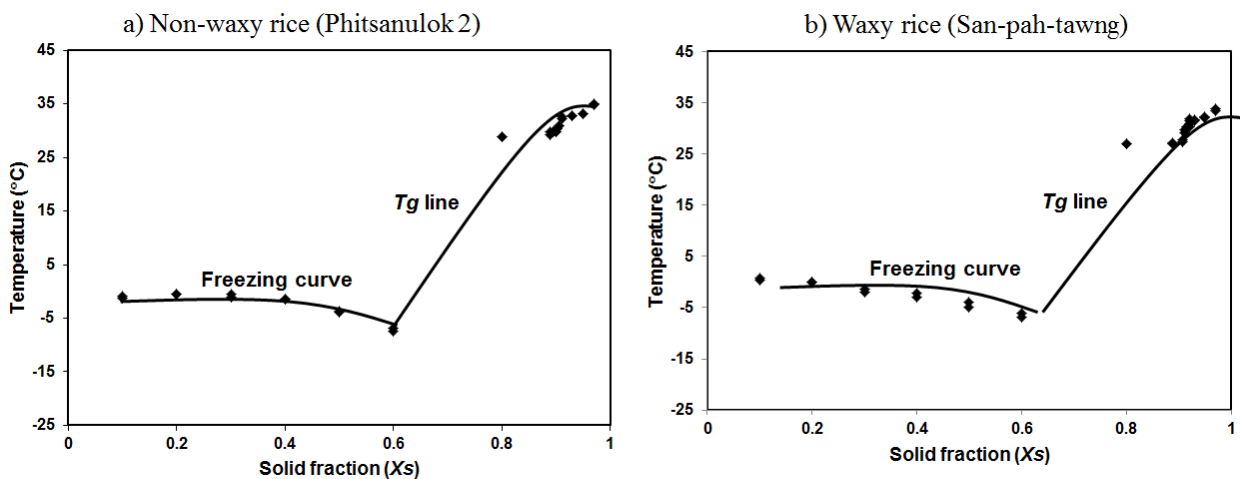 a) Non-waxy rice (Phitsanulok 2)
45
35
25
15
5
-5
-15
-25
Temperature (°C)
Tg line
Freezing curve
0
0.2
0.4
0.6
0.8
1
Solid fraction (Xs)
b) Waxy rice (San-pah-tawng)
45
35
25
15
5
-5
-15
-25
Temperature (°C)
Tg line
Freezing curve
0
0.2
0.4
0.6
0.8
1
Solid fraction (Xs)